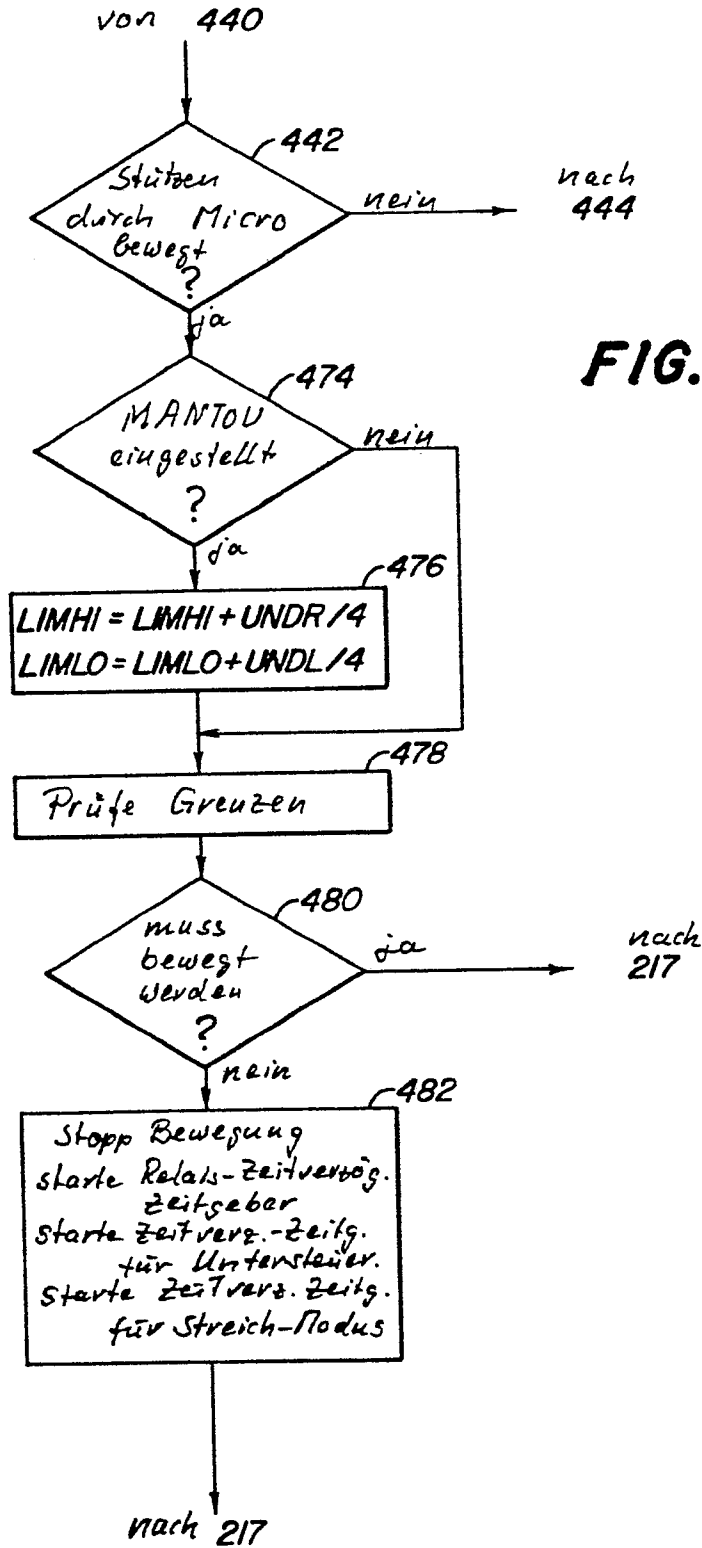 von 440
442
Stützen
durch Micro
bewegt
?
nein
nach
444
ja
FIG.
474
MANTOU
eingestellt
?
nein
ja
476
LIMHI = LIMHI + UNDR/4
LIMLO = LIMLO + UNDL/4
478
Prüfe Grenzen
480
muss
bewegt
werden
?
ja
nach
217
nein
482
Stopp Bewegung
starte Relais-Zeitverzög.
Zeitgeber
starte Zeitverz.-Zeitg.
für Untersteuer.
starte Zeitverz. Zeitg.
für Streich-Modus
nach 217